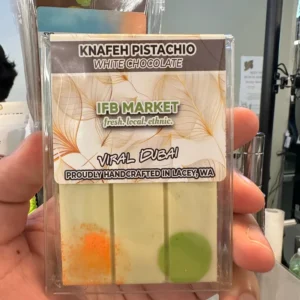 KNAFEH PISTACHIO
WHITE CHOCOLATE
IFB MARKET
fresh. local. ethnic.
VIRAL DUBAI
PROUDLY HANDCRAFTED IN LACEY, WA